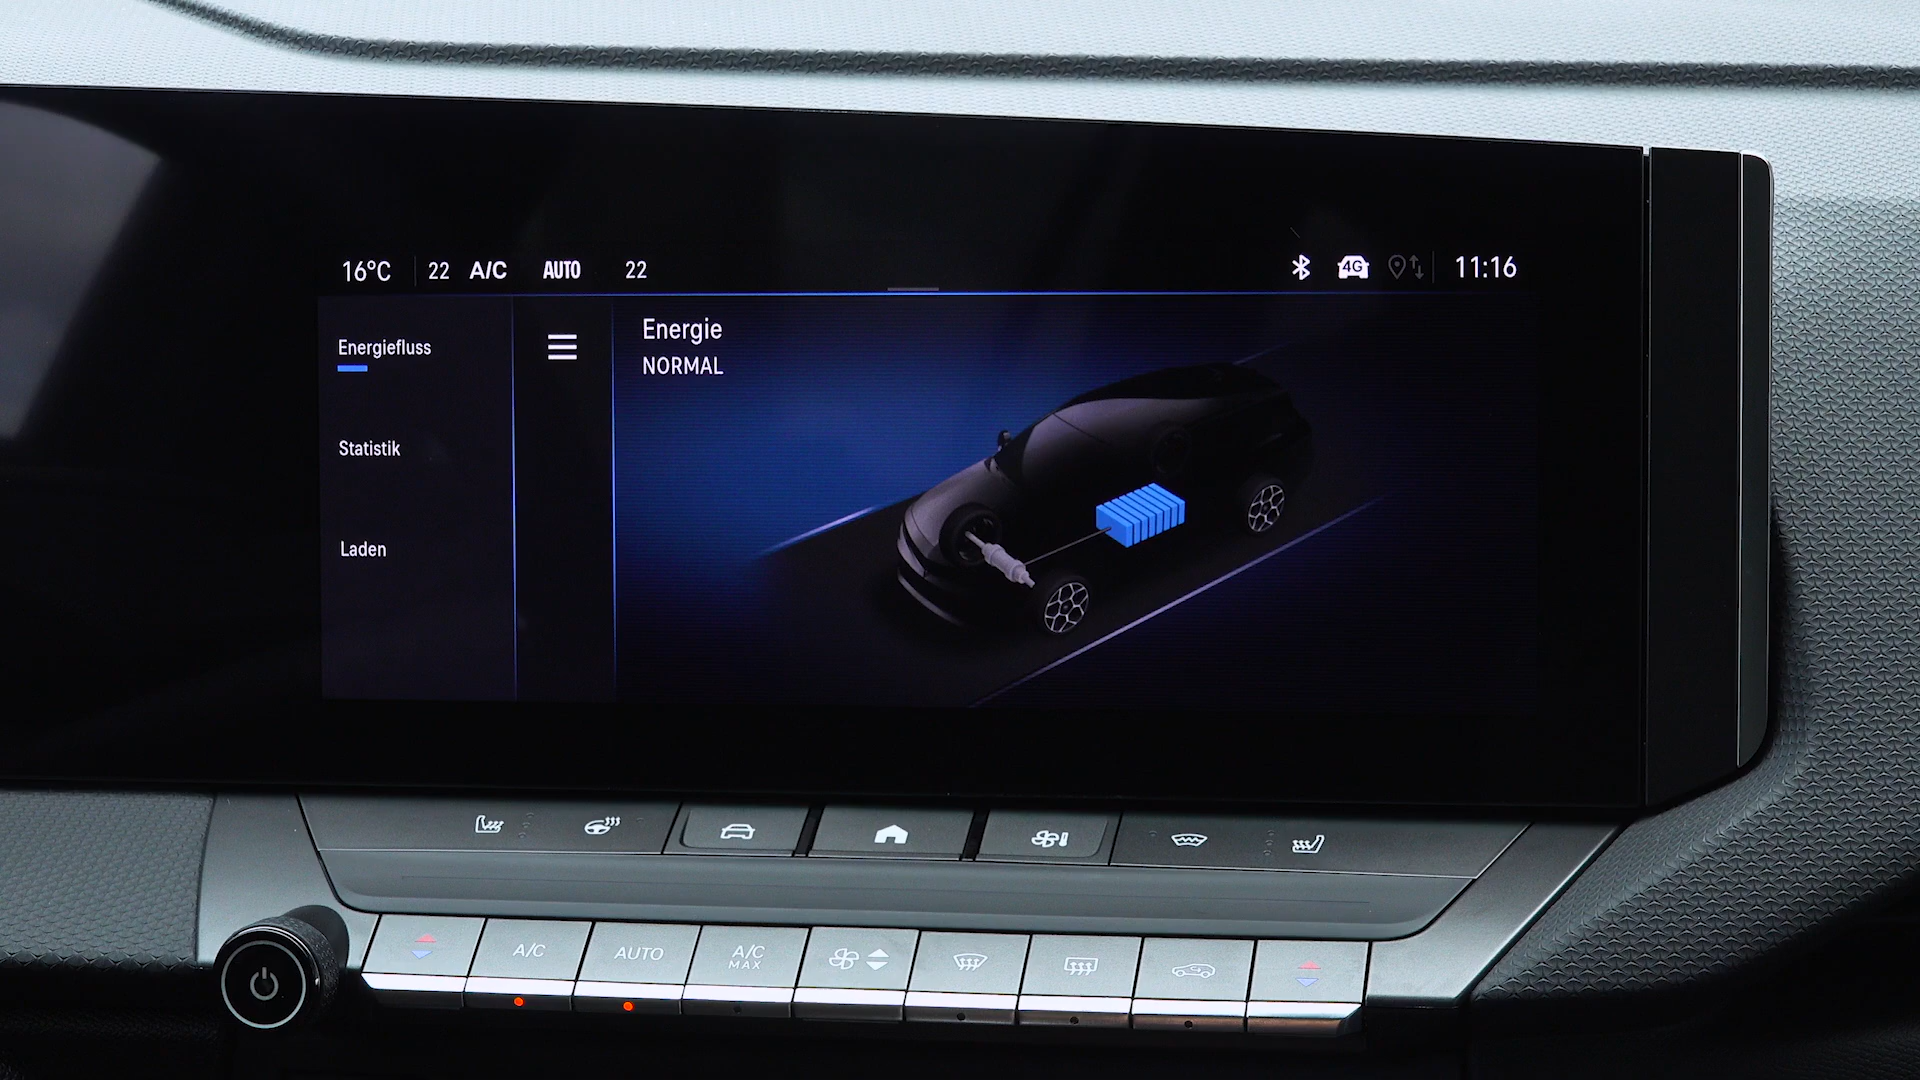 16°C 22 A/C AUTO 22 4G 11:16
Energiefluss
Statistik
Laden
Energie
NORMAL
A/C AUTO A/C
MAX